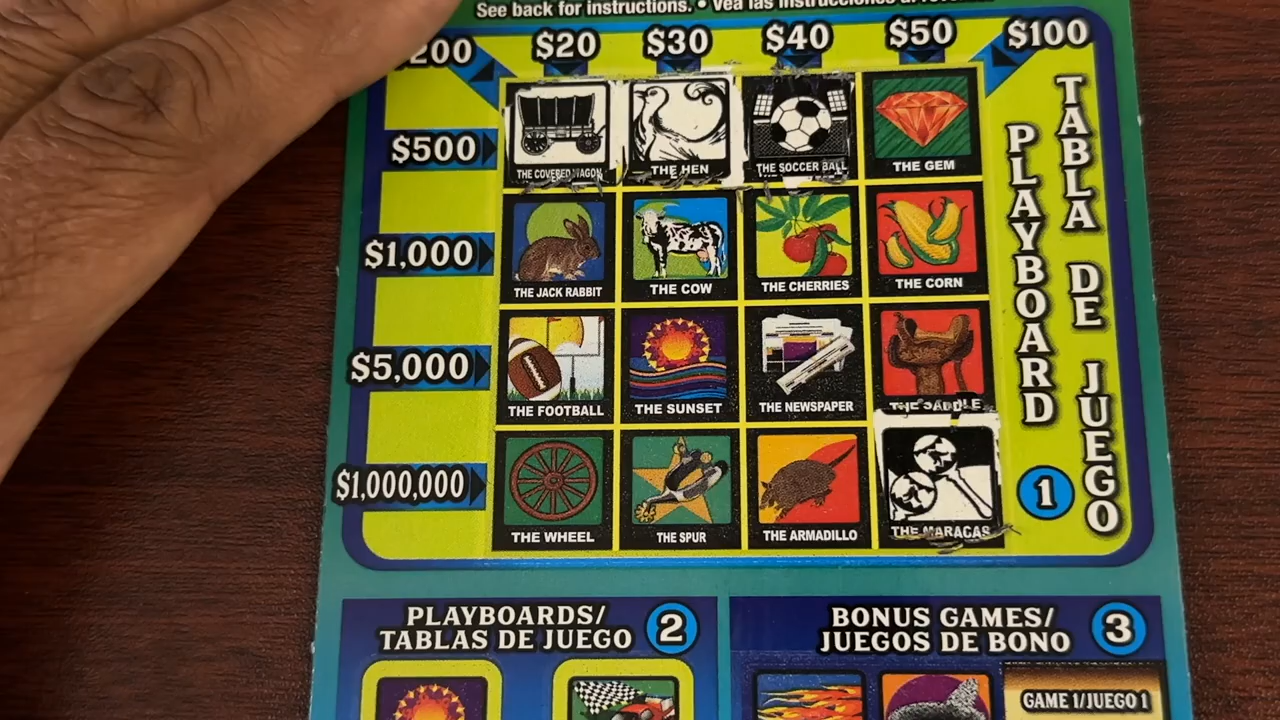 See back for instructions. • Vea las instrucciones
$200 $20 $30 $40 $50 $100
$500
$1,000
$5,000
$1,000,000
THE COVERED WAGON THE HEN THE SOCCER BALL THE GEM
THE JACK RABBIT THE COW THE CHERRIES THE CORN
THE FOOTBALL THE SUNSET THE NEWSPAPER THE SADDLE
THE WHEEL THE SPUR THE ARMADILLO THE MARACAS
PLAYBOARD
TABLA DE JUEGO
1
PLAYBOARDS/
TABLAS DE JUEGO
2
BONUS GAMES/
JUEGOS DE BONO
3
GAME 1/JUEGO 1